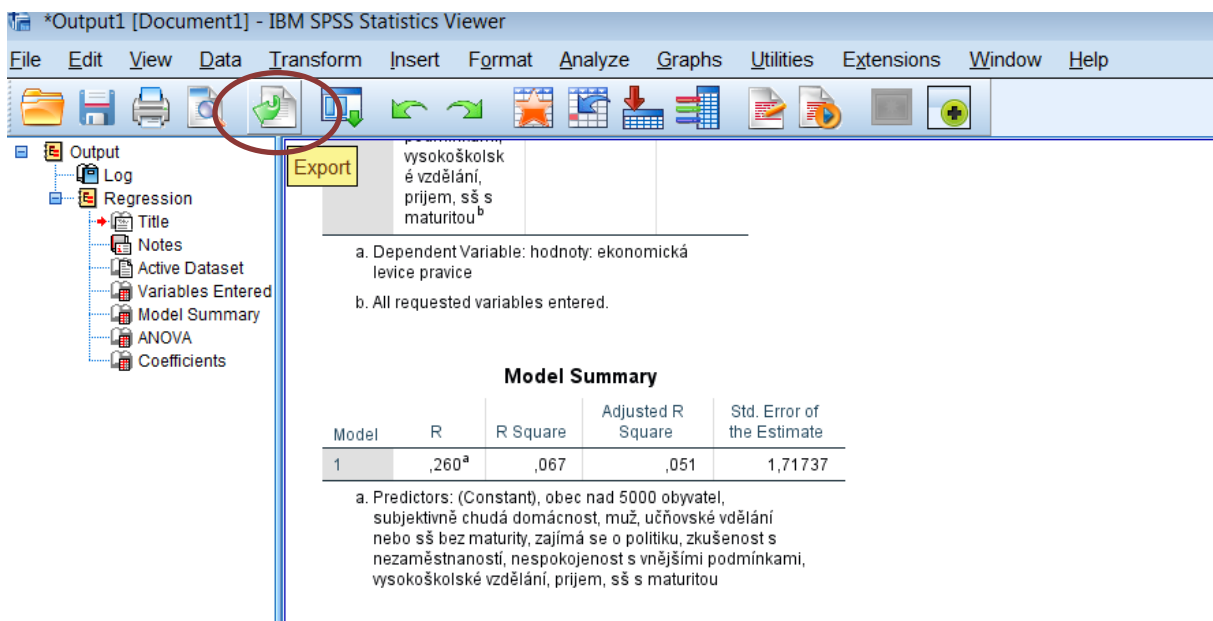 *Output1 [Document1] - IBM SPSS Statistics Viewer
File Edit View Data Transform Insert Format Analyze Graphs Utilities Extensions Window Help
Export
Output
Log
Regression
Title
Notes
Active Dataset
Variables Entered
Model Summary
ANOVA
Coefficients
vysokoškolsk
é vzdělání,
prijem, sš s
maturitou b
a. Dependent Variable: hodnoty: ekonomická
levice pravice
b. All requested variables entered.
Model Summary
Model R R Square Adjusted R Square Std. Error of the Estimate
1 ,260a ,067 ,051 1,71737
a. Predictors: (Constant), obec nad 5000 obyvatel,
subjektivně chudá domácnost, muž, učňovské vdělání
nebo sš bez maturity, zajímá se o politiku, zkušenost s
nezaměstnaností, nespokojenost s vnějšími podmínkami,
vysokoškolské vzdělání, prijem, sš s maturitou